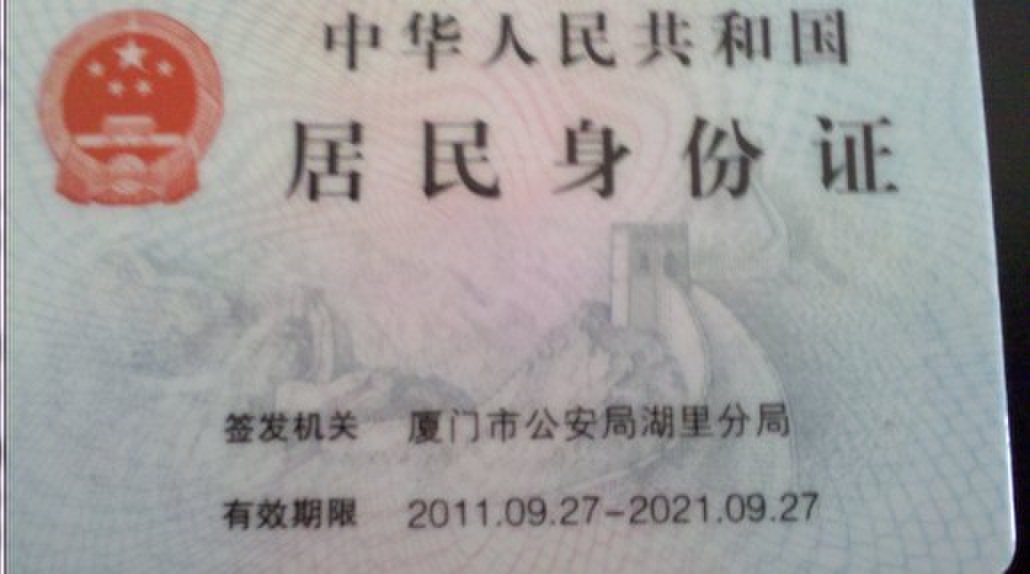 中华人民共和国
居民身份证
签发机关 厦门市公安局湖里分局
有效期限 2011.09.27-2021.09.27